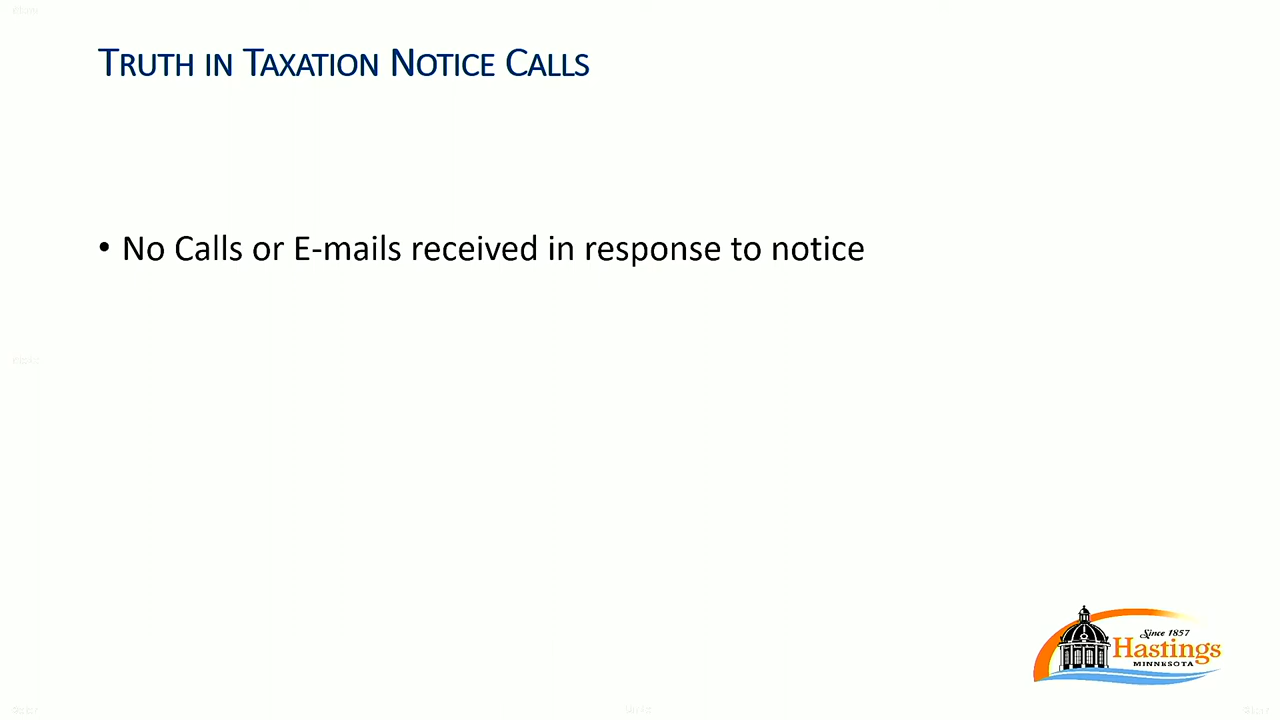 TRUTH IN TAXATION NOTICE CALLS
• No Calls or E-mails received in response to notice
Since 1857
Hastings
MINNESOTA